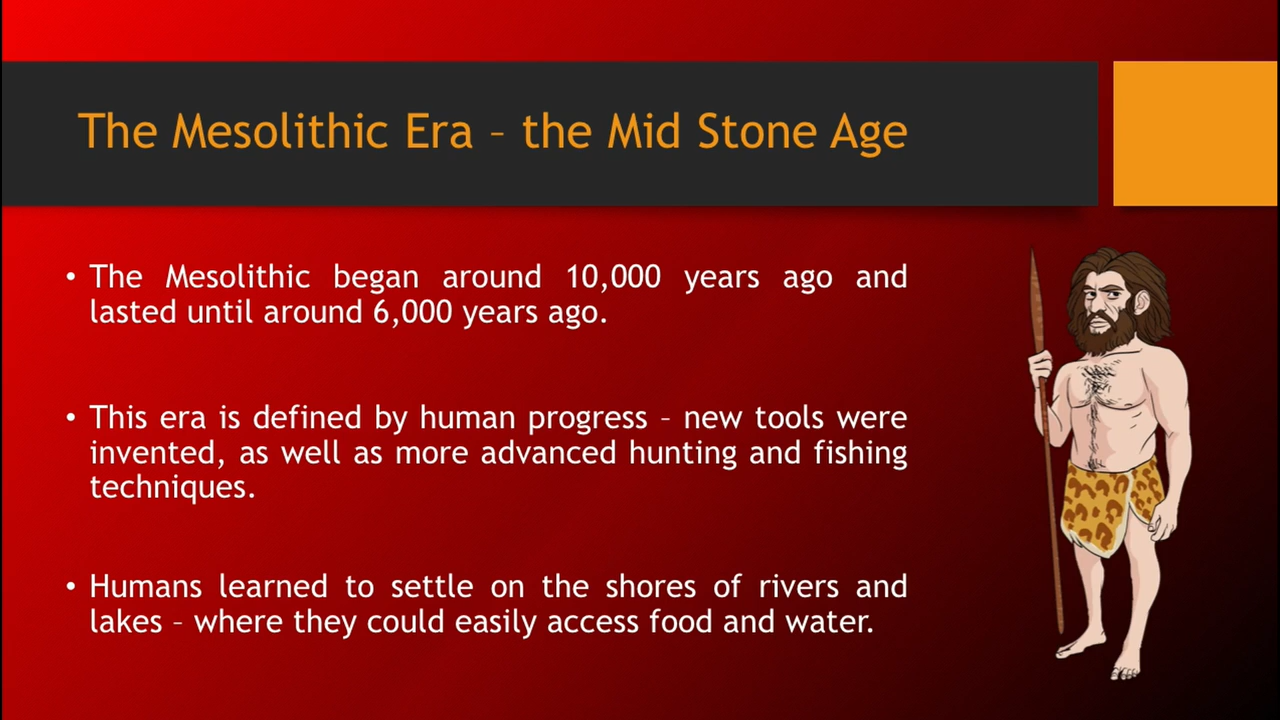 The Mesolithic Era – the Mid Stone Age
• The Mesolithic began around 10,000 years ago and
lasted until around 6,000 years ago.
• This era is defined by human progress – new tools were
invented, as well as more advanced hunting and fishing
techniques.
• Humans learned to settle on the shores of rivers and
lakes – where they could easily access food and water.